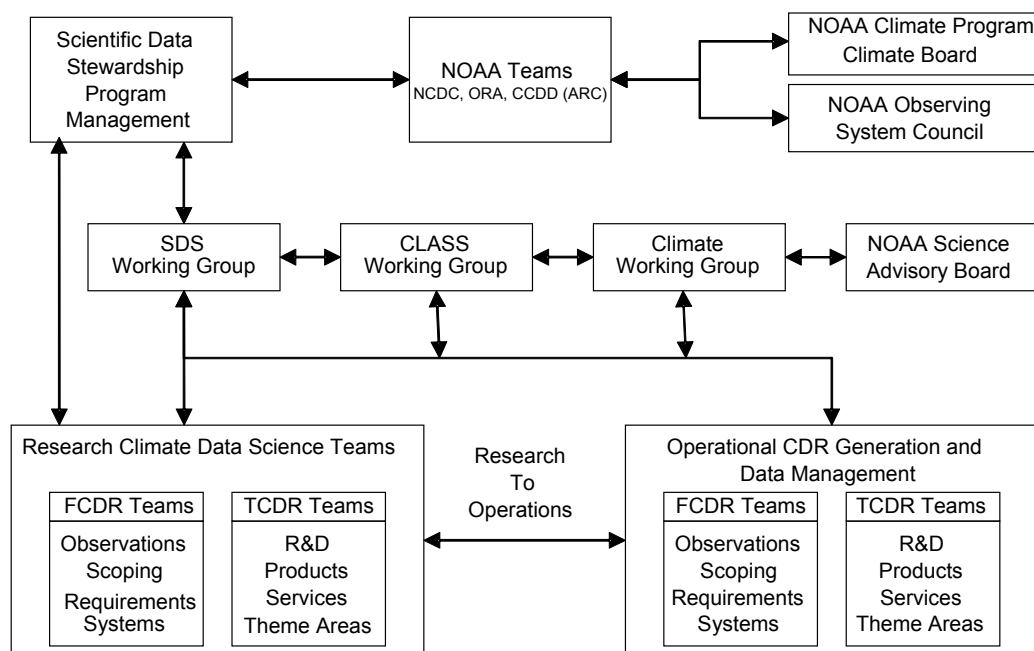 Scientific Data
Stewardship
Program
Management
NOAA Teams
NCDC, ORA, CCDD (ARC)
NOAA Climate Program
Climate Board
NOAA Observing
System Council
SDS
Working Group
CLASS
Working Group
Climate
Working Group
NOAA Science
Advisory Board
Research Climate Data Science Teams
FCDR Teams
Observations
Scoping
Requirements
Systems
TCDR Teams
R&D
Products
Services
Theme Areas
Research
To
Operations
Operational CDR Generation and
Data Management
FCDR Teams
Observations
Scoping
Requirements
Systems
TCDR Teams
R&D
Products
Services
Theme Areas